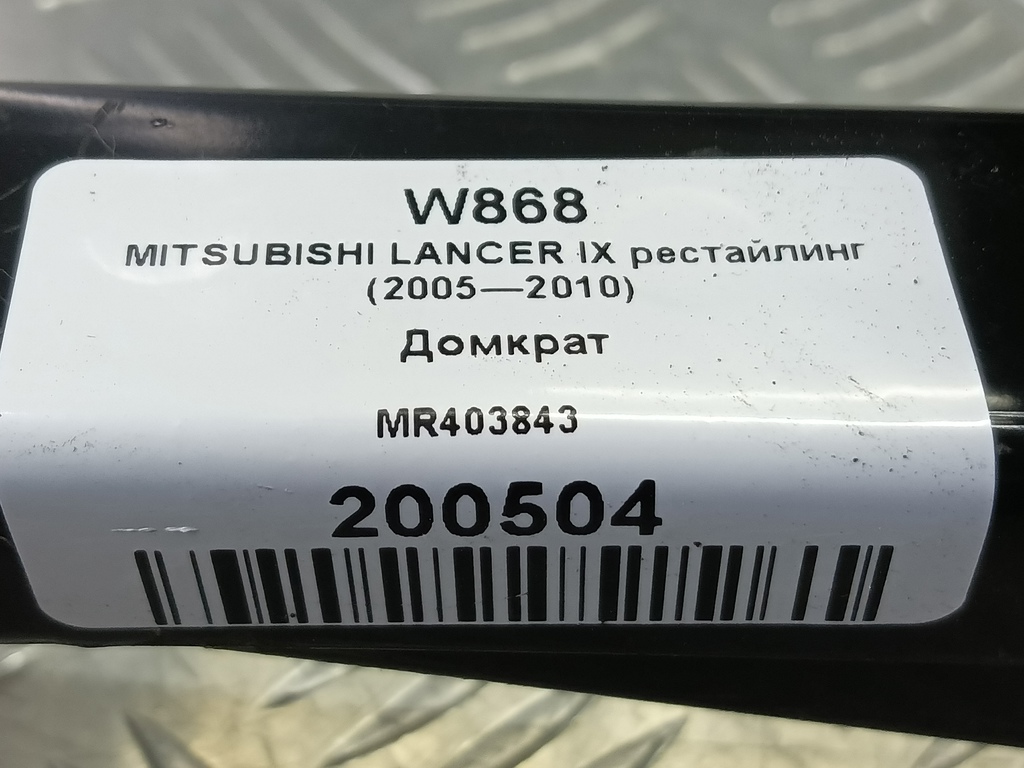 W868
MITSUBISHI LANCER IX рестайлинг
(2005—2010)
Домкрат
MR403843
200504